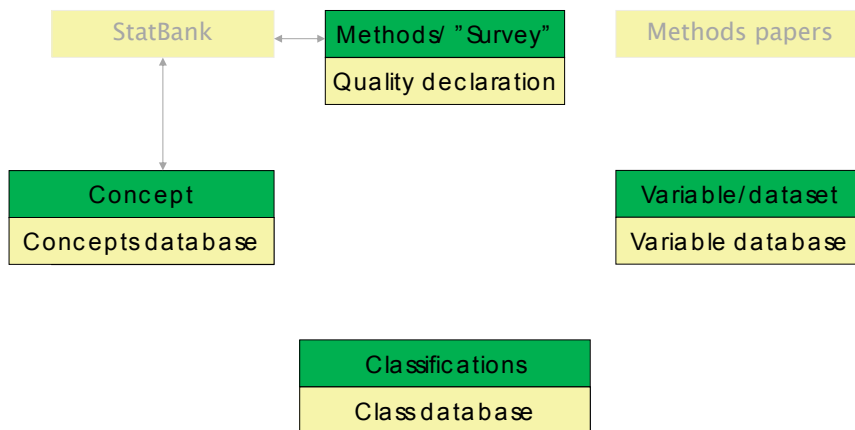 StatBank
Methods/ ”Survey”
Methods papers
Quality declaration
Concept
Variable/dataset
Concepts database
Variable database
Classifications
Class database